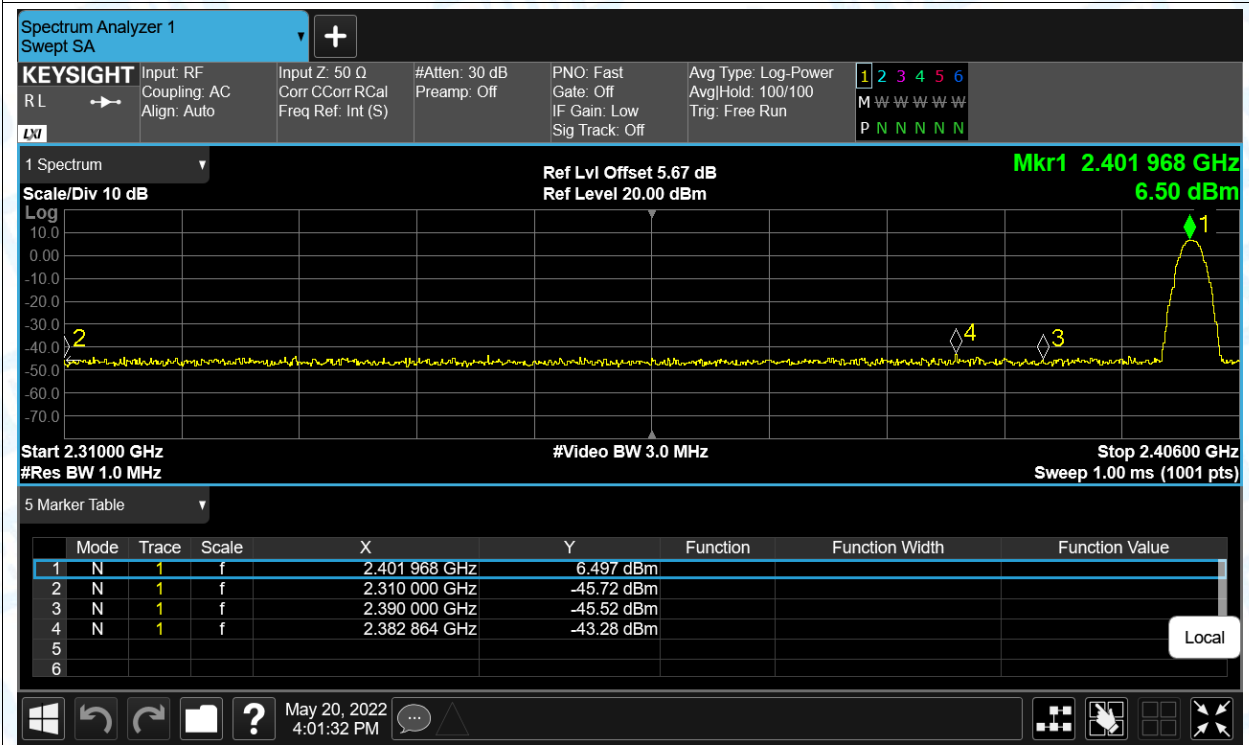 Spectrum Analyzer 1
Swept SA
KEYSIGHT
R L
LXI
Input: RF
Coupling: AC
Align: Auto
Input Z: 50 Ω
Corr CCorr RCal
Freq Ref: Int (S)
#Atten: 30 dB
Preamp: Off
PNO: Fast
Gate: Off
IF Gain: Low
Sig Track: Off
Avg Type: Log-Power
Avg|Hold: 100/100
Trig: Free Run
1 2 3 4 5 6
M W W W W W
P N N N N N
1 Spectrum
Scale/Div 10 dB
Ref Lvl Offset 5.67 dB
Ref Level 20.00 dBm
Mkr1 2.401 968 GHz
6.50 dBm
Log
10.0
0.00
-10.0
-20.0
-30.0
-40.0
-50.0
-60.0
-70.0
2
4
3
1
Start 2.31000 GHz
#Res BW 1.0 MHz
#Video BW 3.0 MHz
Stop 2.40600 GHz
Sweep 1.00 ms (1001 pts)
5 Marker Table
Mode Trace Scale X Y Function Function Width Function Value
1 N 1 f 2.401 968 GHz 6.497 dBm
2 N 1 f 2.310 000 GHz -45.72 dBm
3 N 1 f 2.390 000 GHz -45.52 dBm
4 N 1 f 2.382 864 GHz -43.28 dBm
5
6
Local
?
May 20, 2022
4:01:32 PM